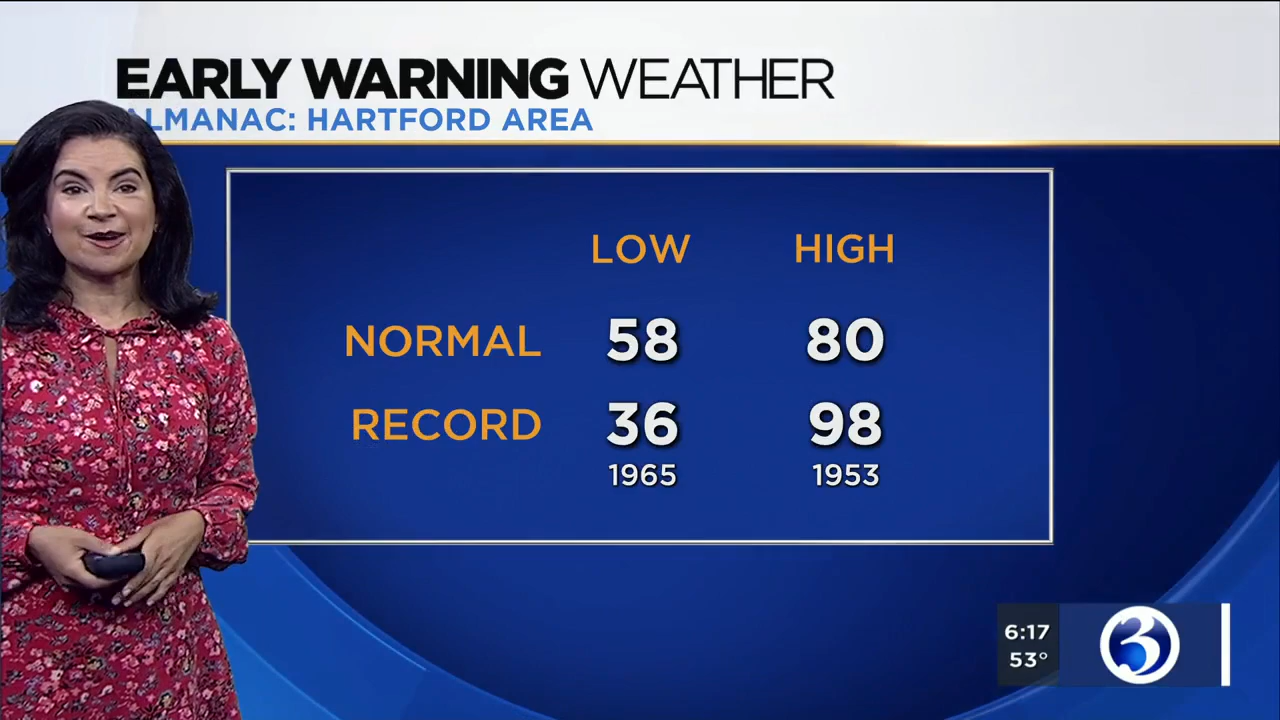 EARLY WARNING WEATHER
ALMANAC: HARTFORD AREA
LOW HIGH
NORMAL 58 80
RECORD 36 98
1965 1953
6:17
53°
3